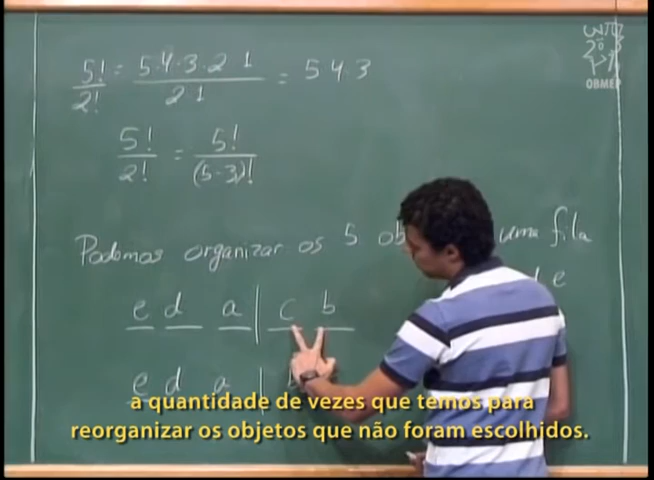 5! = 5·4·3·2·1 = 5 4 3
2! 2·1
5! = 5!
2! (5-3)!
Podemos organizar os 5 uma fila
e d a | c b
e d a |
a quantidade de vezes que temos para
reorganizar os objetos que não foram escolhidos.
OBMEP